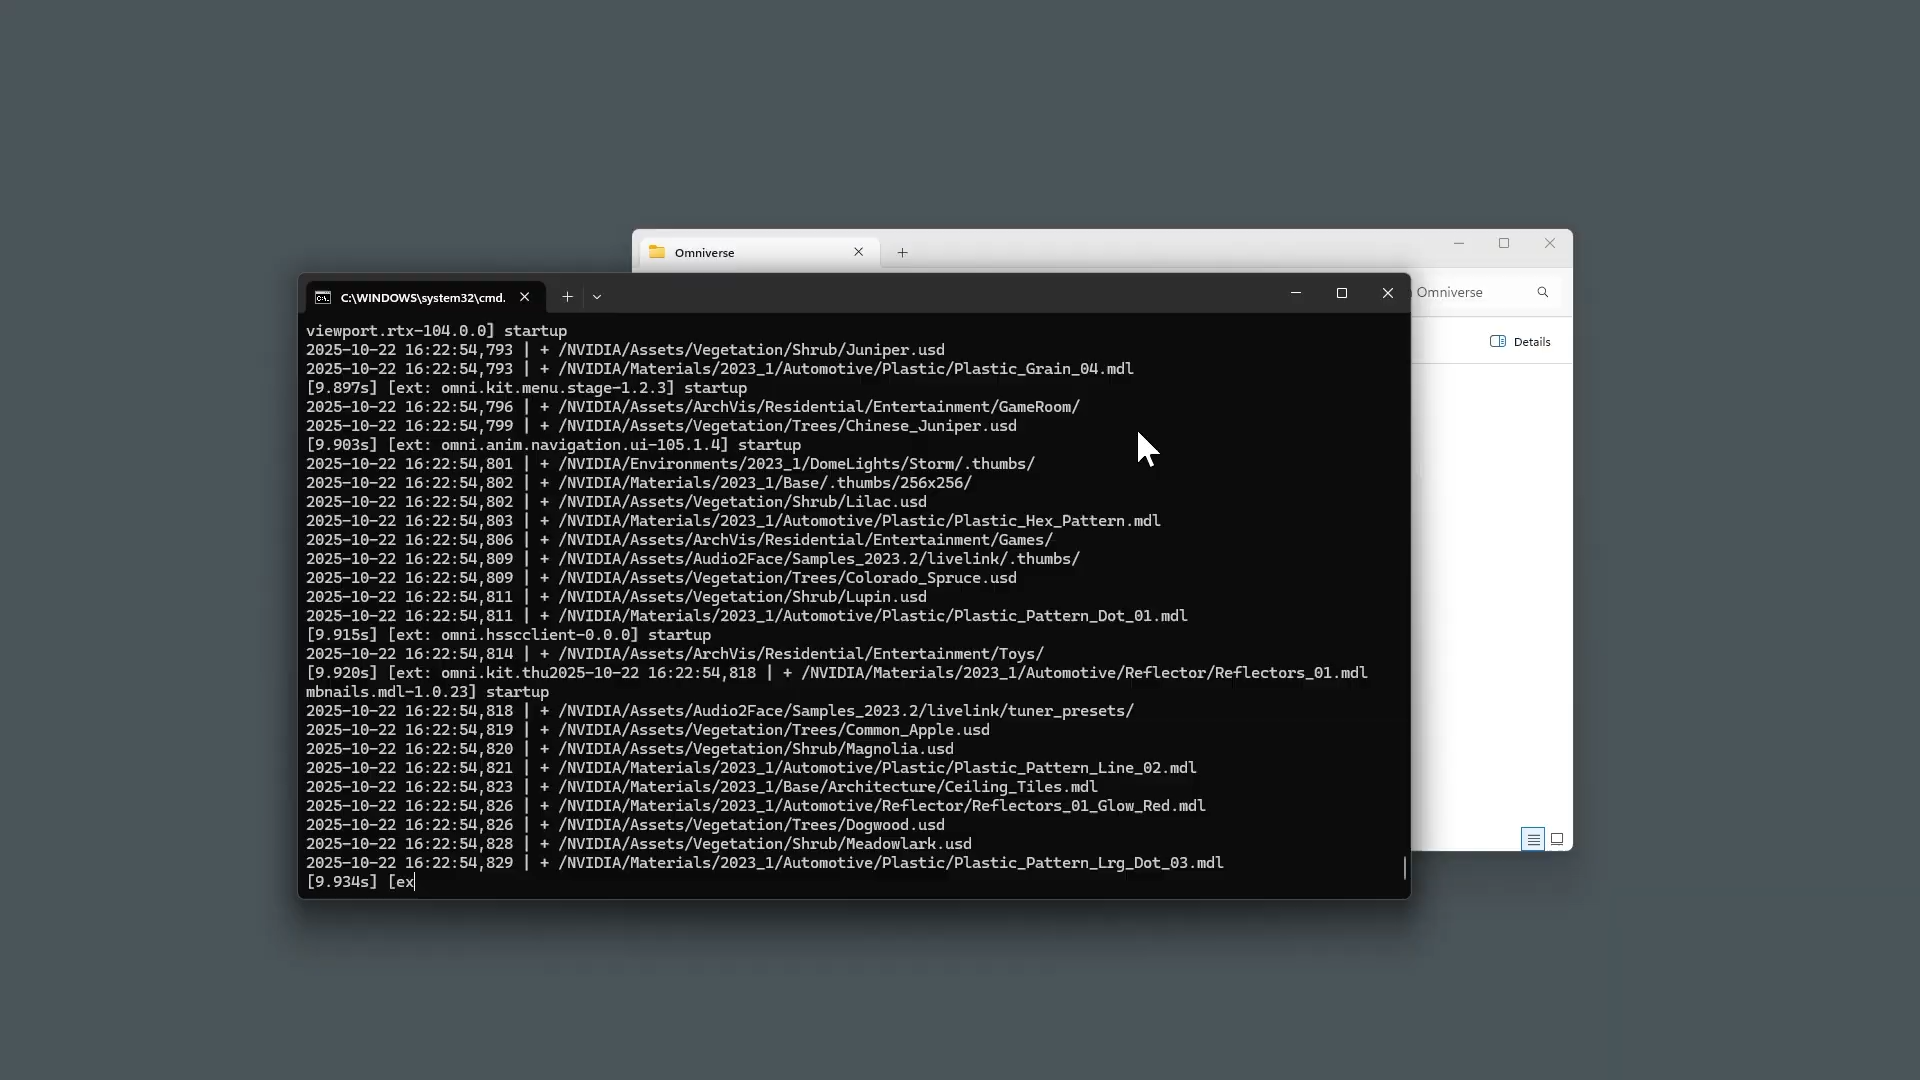 Omniverse
C:\WINDOWS\system32\cmd.
Omniverse
Details
viewport.rtx-104.0.0] startup
2025-10-22 16:22:54,793 | + /NVIDIA/Assets/Vegetation/Shrub/Juniper.usd
2025-10-22 16:22:54,793 | + /NVIDIA/Materials/2023_1/Automotive/Plastic/Plastic_Grain_04.mdl
[9.897s] [ext: omni.kit.menu.stage-1.2.3] startup
2025-10-22 16:22:54,796 | + /NVIDIA/Assets/ArchVis/Residential/Entertainment/GameRoom/
2025-10-22 16:22:54,799 | + /NVIDIA/Assets/Vegetation/Trees/Chinese_Juniper.usd
[9.903s] [ext: omni.anim.navigation.ui-105.1.4] startup
2025-10-22 16:22:54,801 | + /NVIDIA/Environments/2023_1/DomeLights/Storm/.thumbs/
2025-10-22 16:22:54,802 | + /NVIDIA/Materials/2023_1/Base/.thumbs/256x256/
2025-10-22 16:22:54,802 | + /NVIDIA/Assets/Vegetation/Shrub/Lilac.usd
2025-10-22 16:22:54,803 | + /NVIDIA/Materials/2023_1/Automotive/Plastic/Plastic_Hex_Pattern.mdl
2025-10-22 16:22:54,806 | + /NVIDIA/Assets/ArchVis/Residential/Entertainment/Games/
2025-10-22 16:22:54,809 | + /NVIDIA/Assets/Audio2Face/Samples_2023.2/livelink/.thumbs/
2025-10-22 16:22:54,809 | + /NVIDIA/Assets/Vegetation/Trees/Colorado_Spruce.usd
2025-10-22 16:22:54,811 | + /NVIDIA/Assets/Vegetation/Shrub/Lupin.usd
2025-10-22 16:22:54,811 | + /NVIDIA/Materials/2023_1/Automotive/Plastic/Plastic_Pattern_Dot_01.mdl
[9.915s] [ext: omni.hsscclient-0.0.0] startup
2025-10-22 16:22:54,814 | + /NVIDIA/Assets/ArchVis/Residential/Entertainment/Toys/
[9.920s] [ext: omni.kit.thu2025-10-22 16:22:54,818 | + /NVIDIA/Materials/2023_1/Automotive/Reflector/Reflectors_01.mdl
mbnails.mdl-1.0.23] startup
2025-10-22 16:22:54,818 | + /NVIDIA/Assets/Audio2Face/Samples_2023.2/livelink/tuner_presets/
2025-10-22 16:22:54,819 | + /NVIDIA/Assets/Vegetation/Trees/Common_Apple.usd
2025-10-22 16:22:54,820 | + /NVIDIA/Assets/Vegetation/Shrub/Magnolia.usd
2025-10-22 16:22:54,821 | + /NVIDIA/Materials/2023_1/Automotive/Plastic/Plastic_Pattern_Line_02.mdl
2025-10-22 16:22:54,823 | + /NVIDIA/Materials/2023_1/Base/Architecture/Ceiling_Tiles.mdl
2025-10-22 16:22:54,826 | + /NVIDIA/Materials/2023_1/Automotive/Reflector/Reflectors_01_Glow_Red.mdl
2025-10-22 16:22:54,826 | + /NVIDIA/Assets/Vegetation/Trees/Dogwood.usd
2025-10-22 16:22:54,828 | + /NVIDIA/Assets/Vegetation/Shrub/Meadowlark.usd
2025-10-22 16:22:54,829 | + /NVIDIA/Materials/2023_1/Automotive/Plastic/Plastic_Pattern_Lrg_Dot_03.mdl
[9.934s] [ex